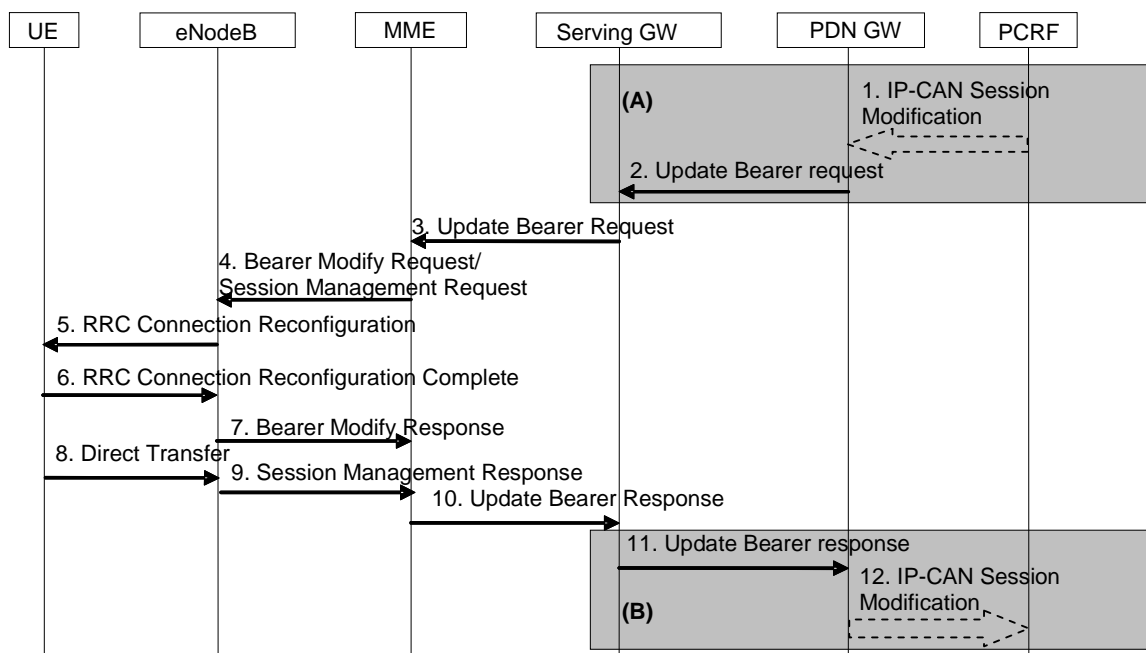 UE
eNodeB
MME
Serving GW
PDN GW
PCRF
(A)
1. IP-CAN Session
Modification
2. Update Bearer request
3. Update Bearer Request
4. Bearer Modify Request/
Session Management Request
5. RRC Connection Reconfiguration
6. RRC Connection Reconfiguration Complete
7. Bearer Modify Response
8. Direct Transfer
9. Session Management Response
10. Update Bearer Response
11. Update Bearer response
12. IP-CAN Session
Modification
(B)